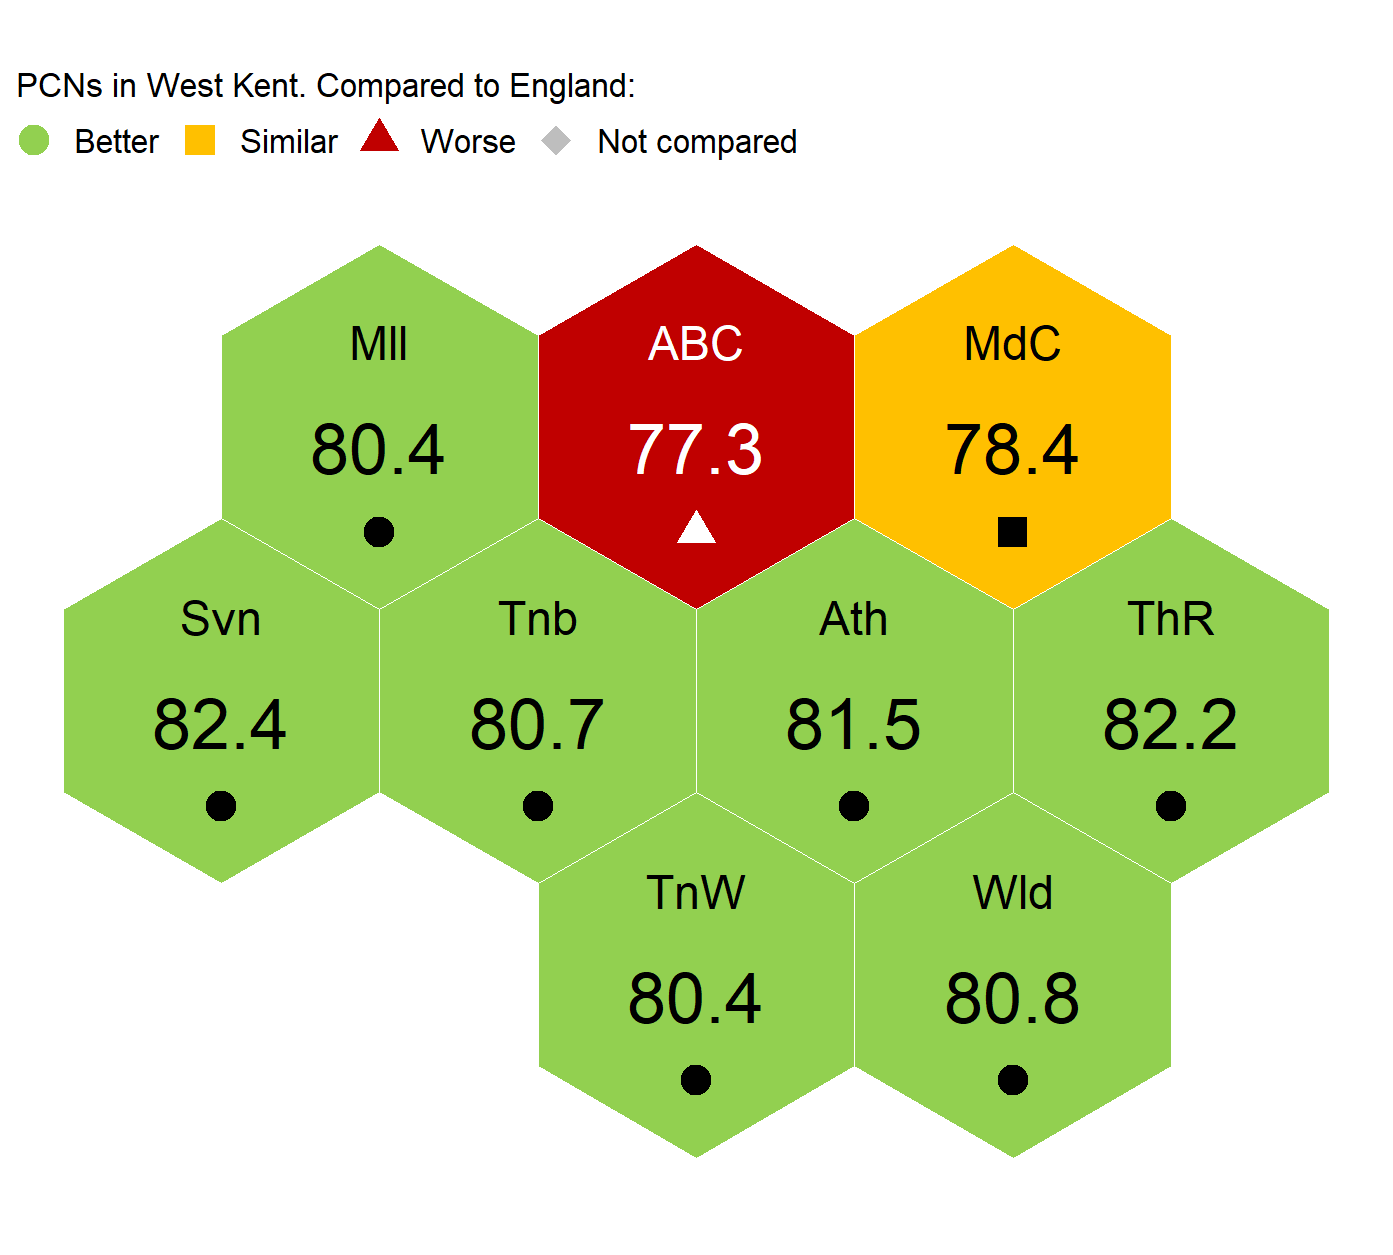 PCNs in West Kent. Compared to England:
Better Similar Worse Not compared
Mll ABC MdC
80.4 77.3 78.4
Svn Tnb Ath ThR
82.4 80.7 81.5 82.2
TnW Wld
80.4 80.8